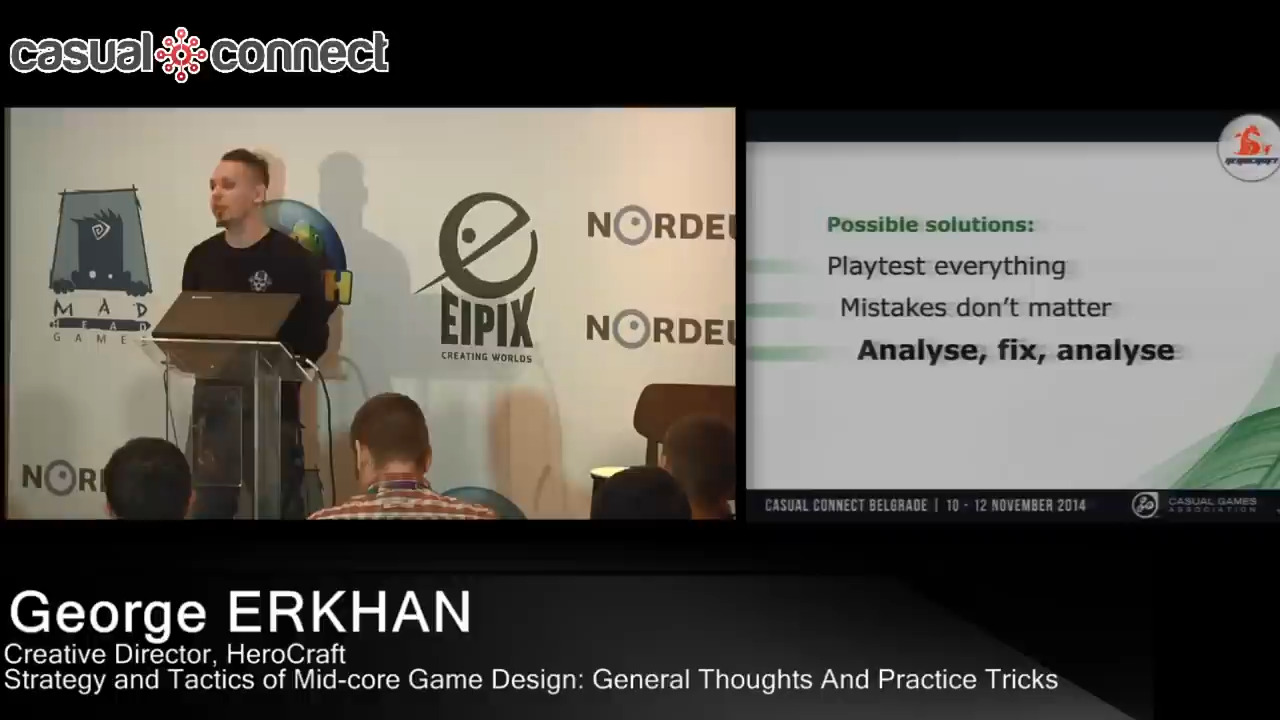 casual connect
MAD
HEAD
GAMES
EIPIX
CREATING WORLDS
NORDEU
NORDEU
NOR
H
HEROCRAFT
Possible solutions:
Playtest everything
Mistakes don't matter
Analyse, fix, analyse
CASUAL CONNECT BELGRADE | 10 - 12 NOVEMBER 2014
CASUAL GAMES
ASSOCIATION
George ERKHAN
Creative Director, HeroCraft
Strategy and Tactics of Mid-core Game Design: General Thoughts And Practice Tricks